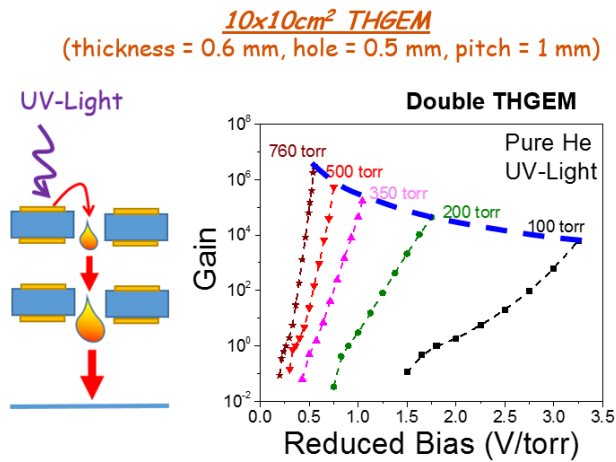 10x10cm² THGEM
(thickness = 0.6 mm, hole = 0.5 mm, pitch = 1 mm)
UV-Light
Double THGEM
Pure He
UV-Light
760 torr
500 torr
350 torr
200 torr
100 torr
Gain
10⁸
10⁶
10⁴
10²
10⁰
10⁻²
0.0 0.5 1.0 1.5 2.0 2.5 3.0 3.5
Reduced Bias (V/torr)